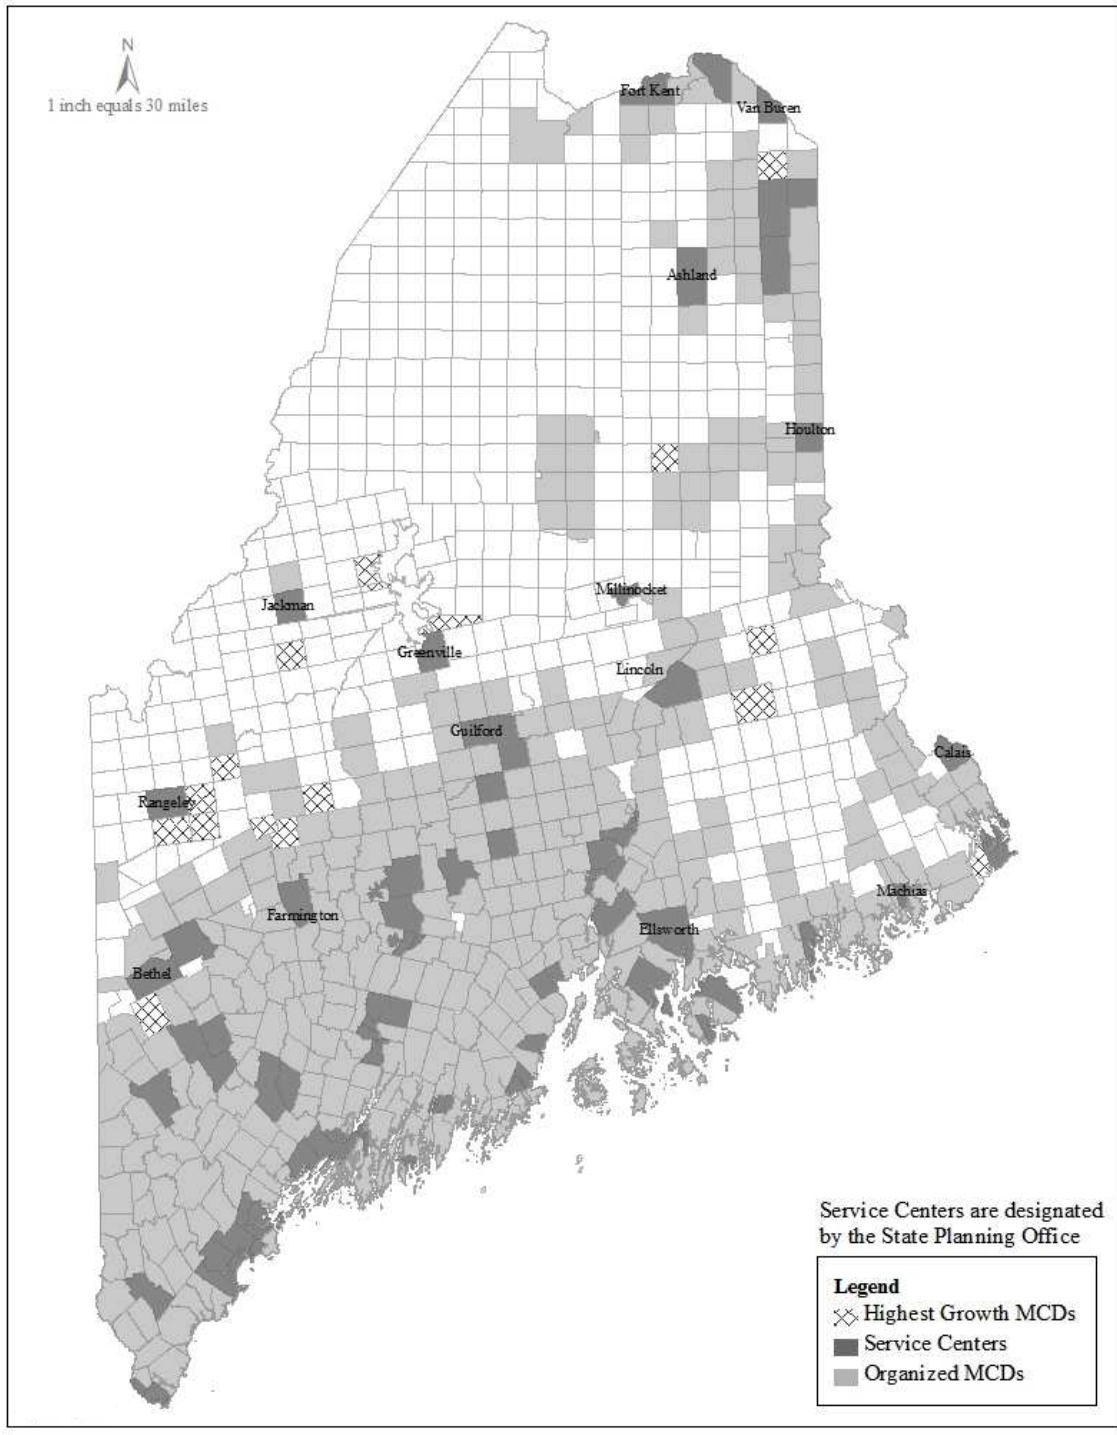 N
1 inch equals 30 miles
Fort Kent
Van Buren
Ashland
Houlton
Millinocket
Jackman
Greenville
Lincoln
Guilford
Calais
Rangeley
Machias
Farmington
Ellsworth
Bethel
Service Centers are designated
by the State Planning Office
Legend
Highest Growth MCDs
Service Centers
Organized MCDs